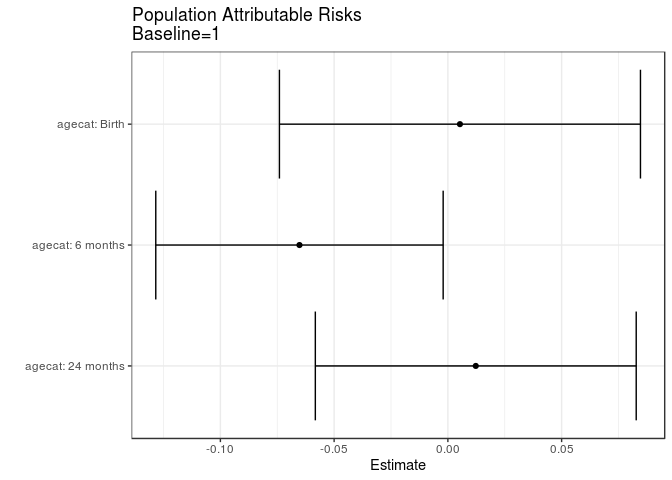 Population Attributable Risks
Baseline=1
agecat: Birth
agecat: 6 months
agecat: 24 months
-0.10 -0.05 0.00 0.05
Estimate